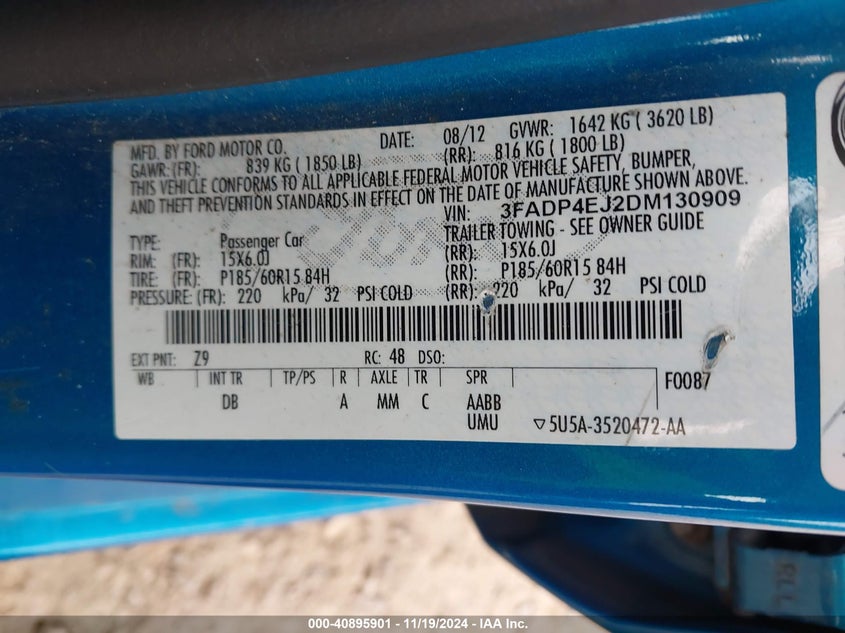 MFD. BY FORD MOTOR CO. DATE: 08/12 GVWR: 1642 KG ( 3620 LB)
GAWR: (FR): 839 KG ( 1850 LB) (RR): 816 KG ( 1800 LB)
THIS VEHICLE CONFORMS TO ALL APPLICABLE FEDERAL MOTOR VEHICLE SAFETY, BUMPER,
AND THEFT PREVENTION STANDARDS IN EFFECT ON THE DATE OF MANUFACTURE SHOWN ABOVE.
VIN: 3FADP4EJ2DM130909
TYPE: Passenger Car TRAILER TOWING - SEE OWNER GUIDE
RIM: (FR): 15X6.0J (RR): 15X6.0J
TIRE: (FR): P185/60R15 84H (RR): P185/60R15 84H
PRESSURE: (FR): 220 kPa/ 32 PSI COLD (RR): 220 kPa/ 32 PSI COLD
EXT PNT: Z9 RC: 48 DSO:
WB INT TR TP/PS R AXLE TR SPR F0087
DB A MM C AABB
UMU ▽5U5A-3520472-AA
000-40895901 - 11/19/2024 - IAA Inc.